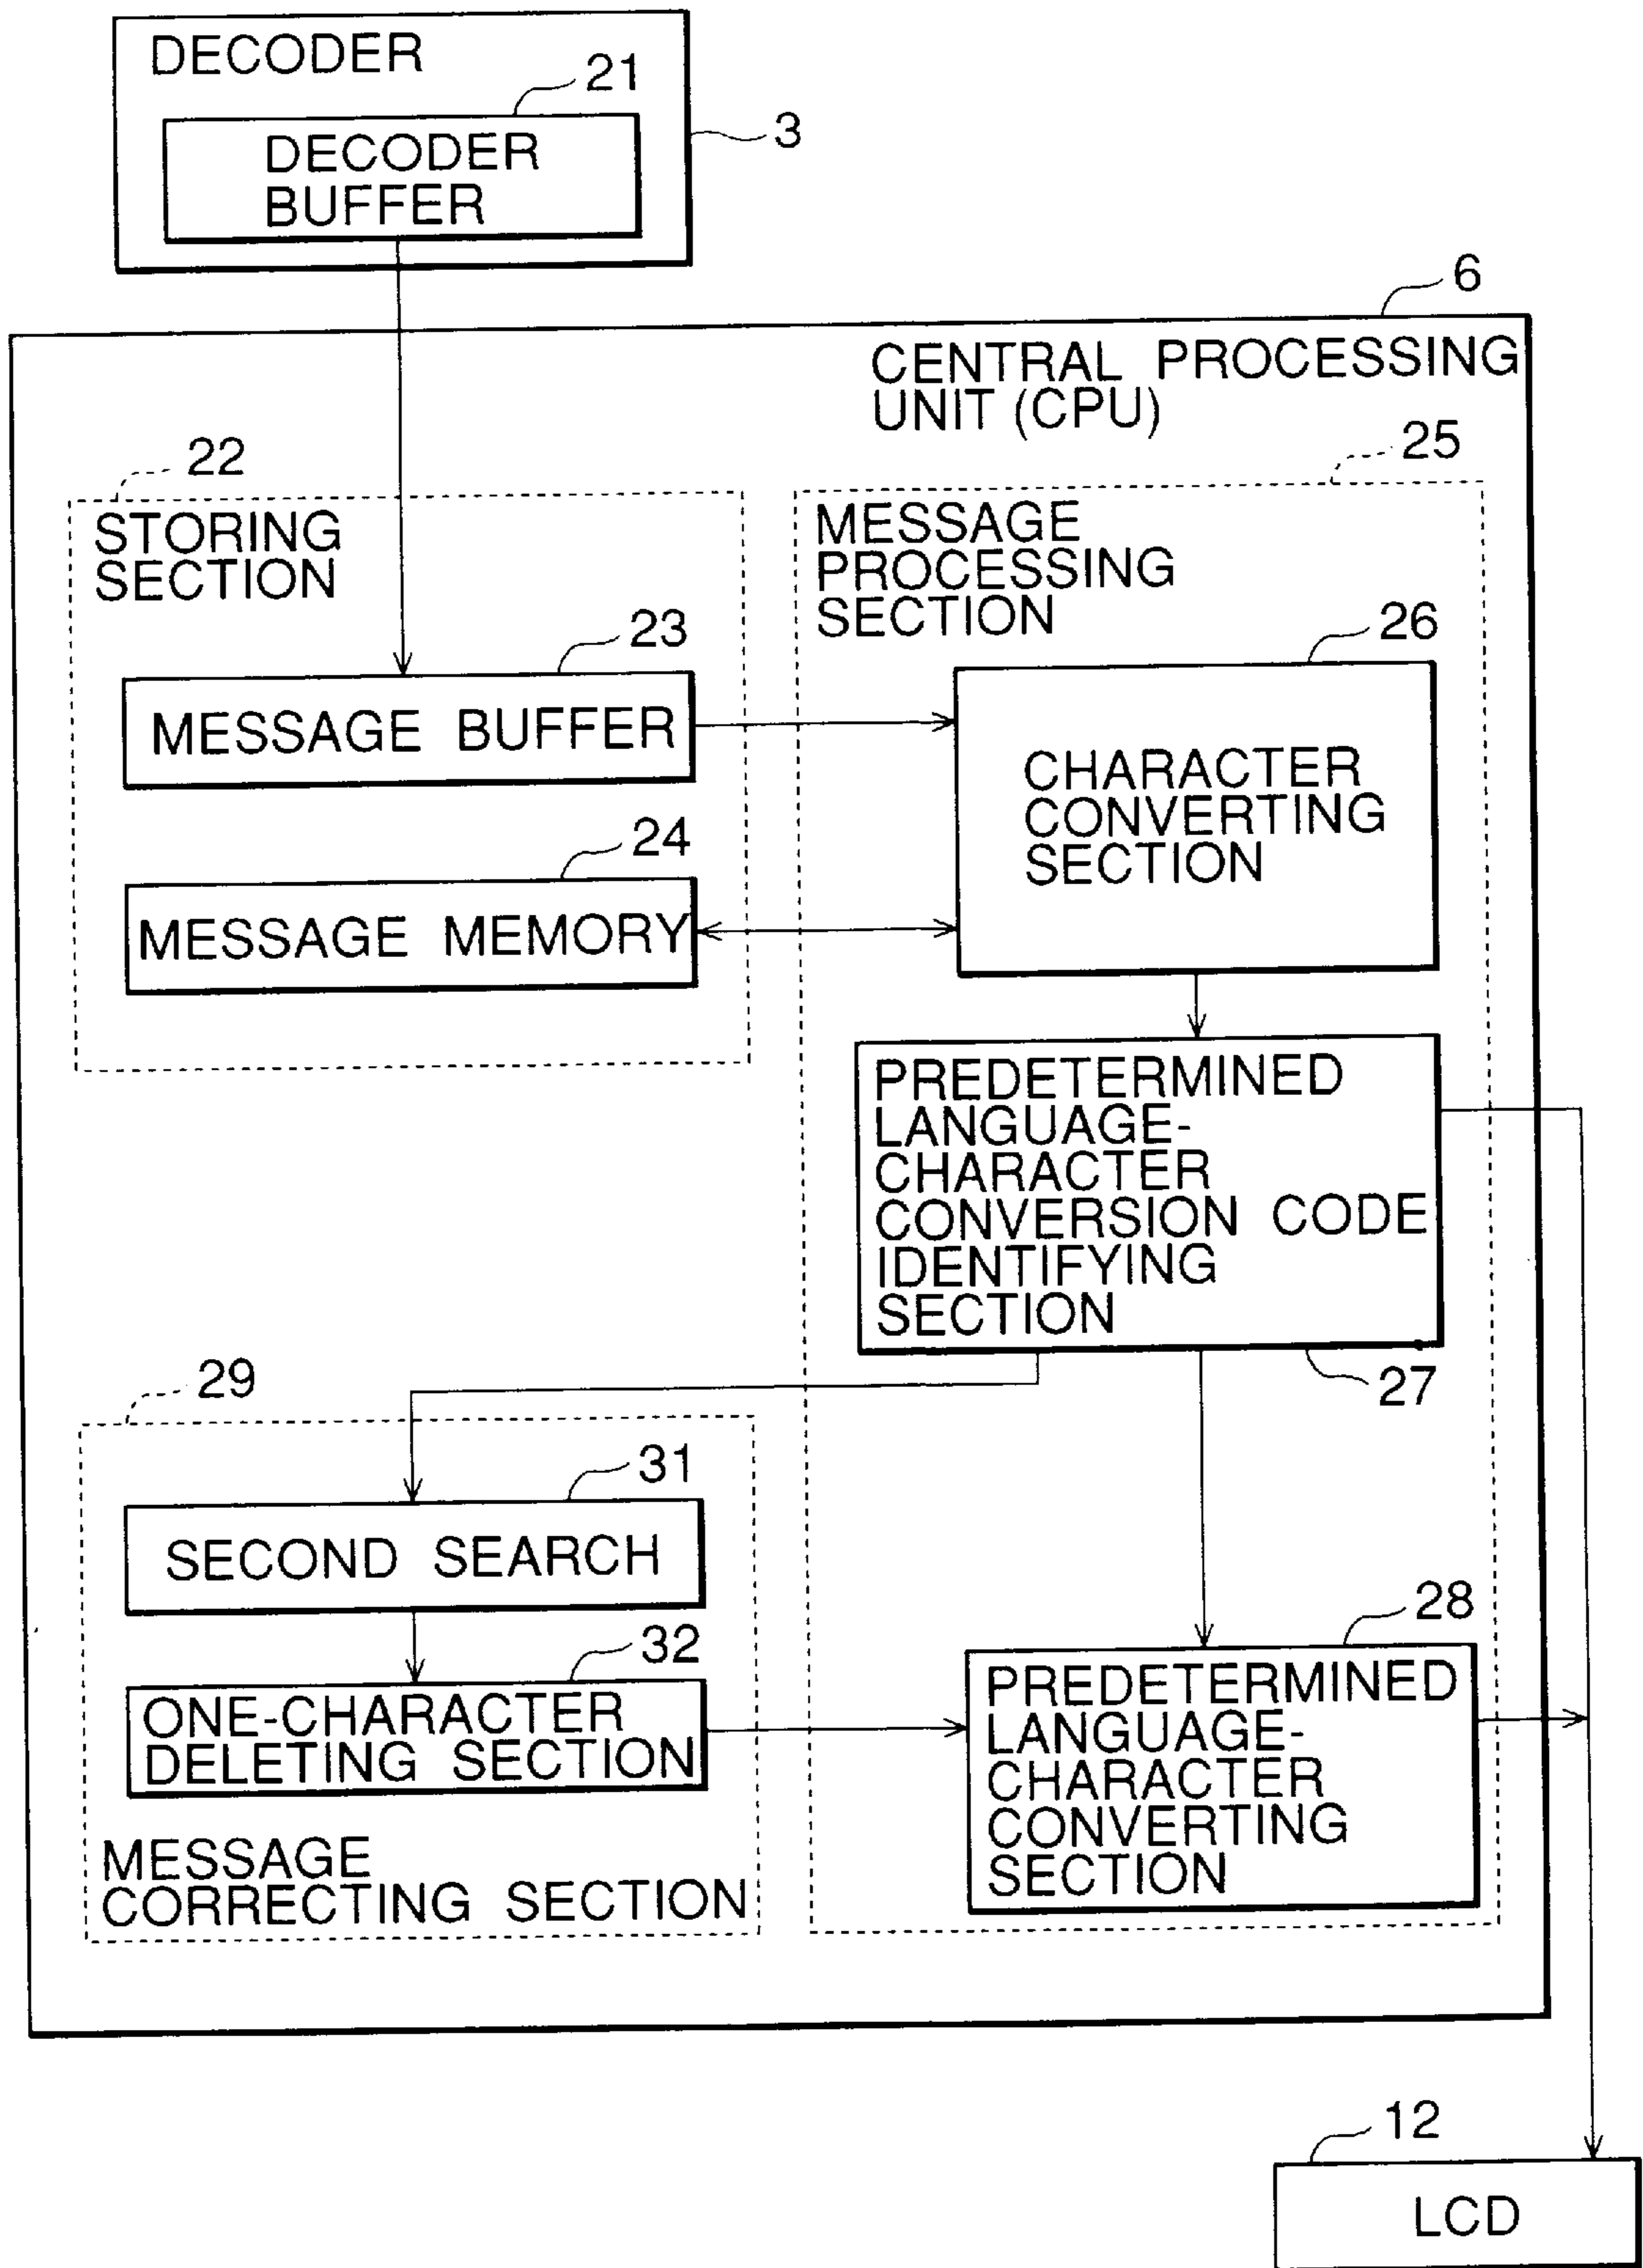 DECODER
21
3
DECODER
BUFFER
6
CENTRAL PROCESSING
UNIT (CPU)
22
25
STORING
SECTION
MESSAGE
PROCESSING
SECTION
23
26
MESSAGE BUFFER
CHARACTER
CONVERTING
SECTION
24
MESSAGE MEMORY
PREDETERMINED
LANGUAGE-
CHARACTER
CONVERSION CODE
IDENTIFYING
SECTION
27
29
31
SECOND SEARCH
32
28
ONE-CHARACTER
DELETING SECTION
PREDETERMINED
LANGUAGE-
CHARACTER
CONVERTING
SECTION
MESSAGE
CORRECTING SECTION
12
LCD